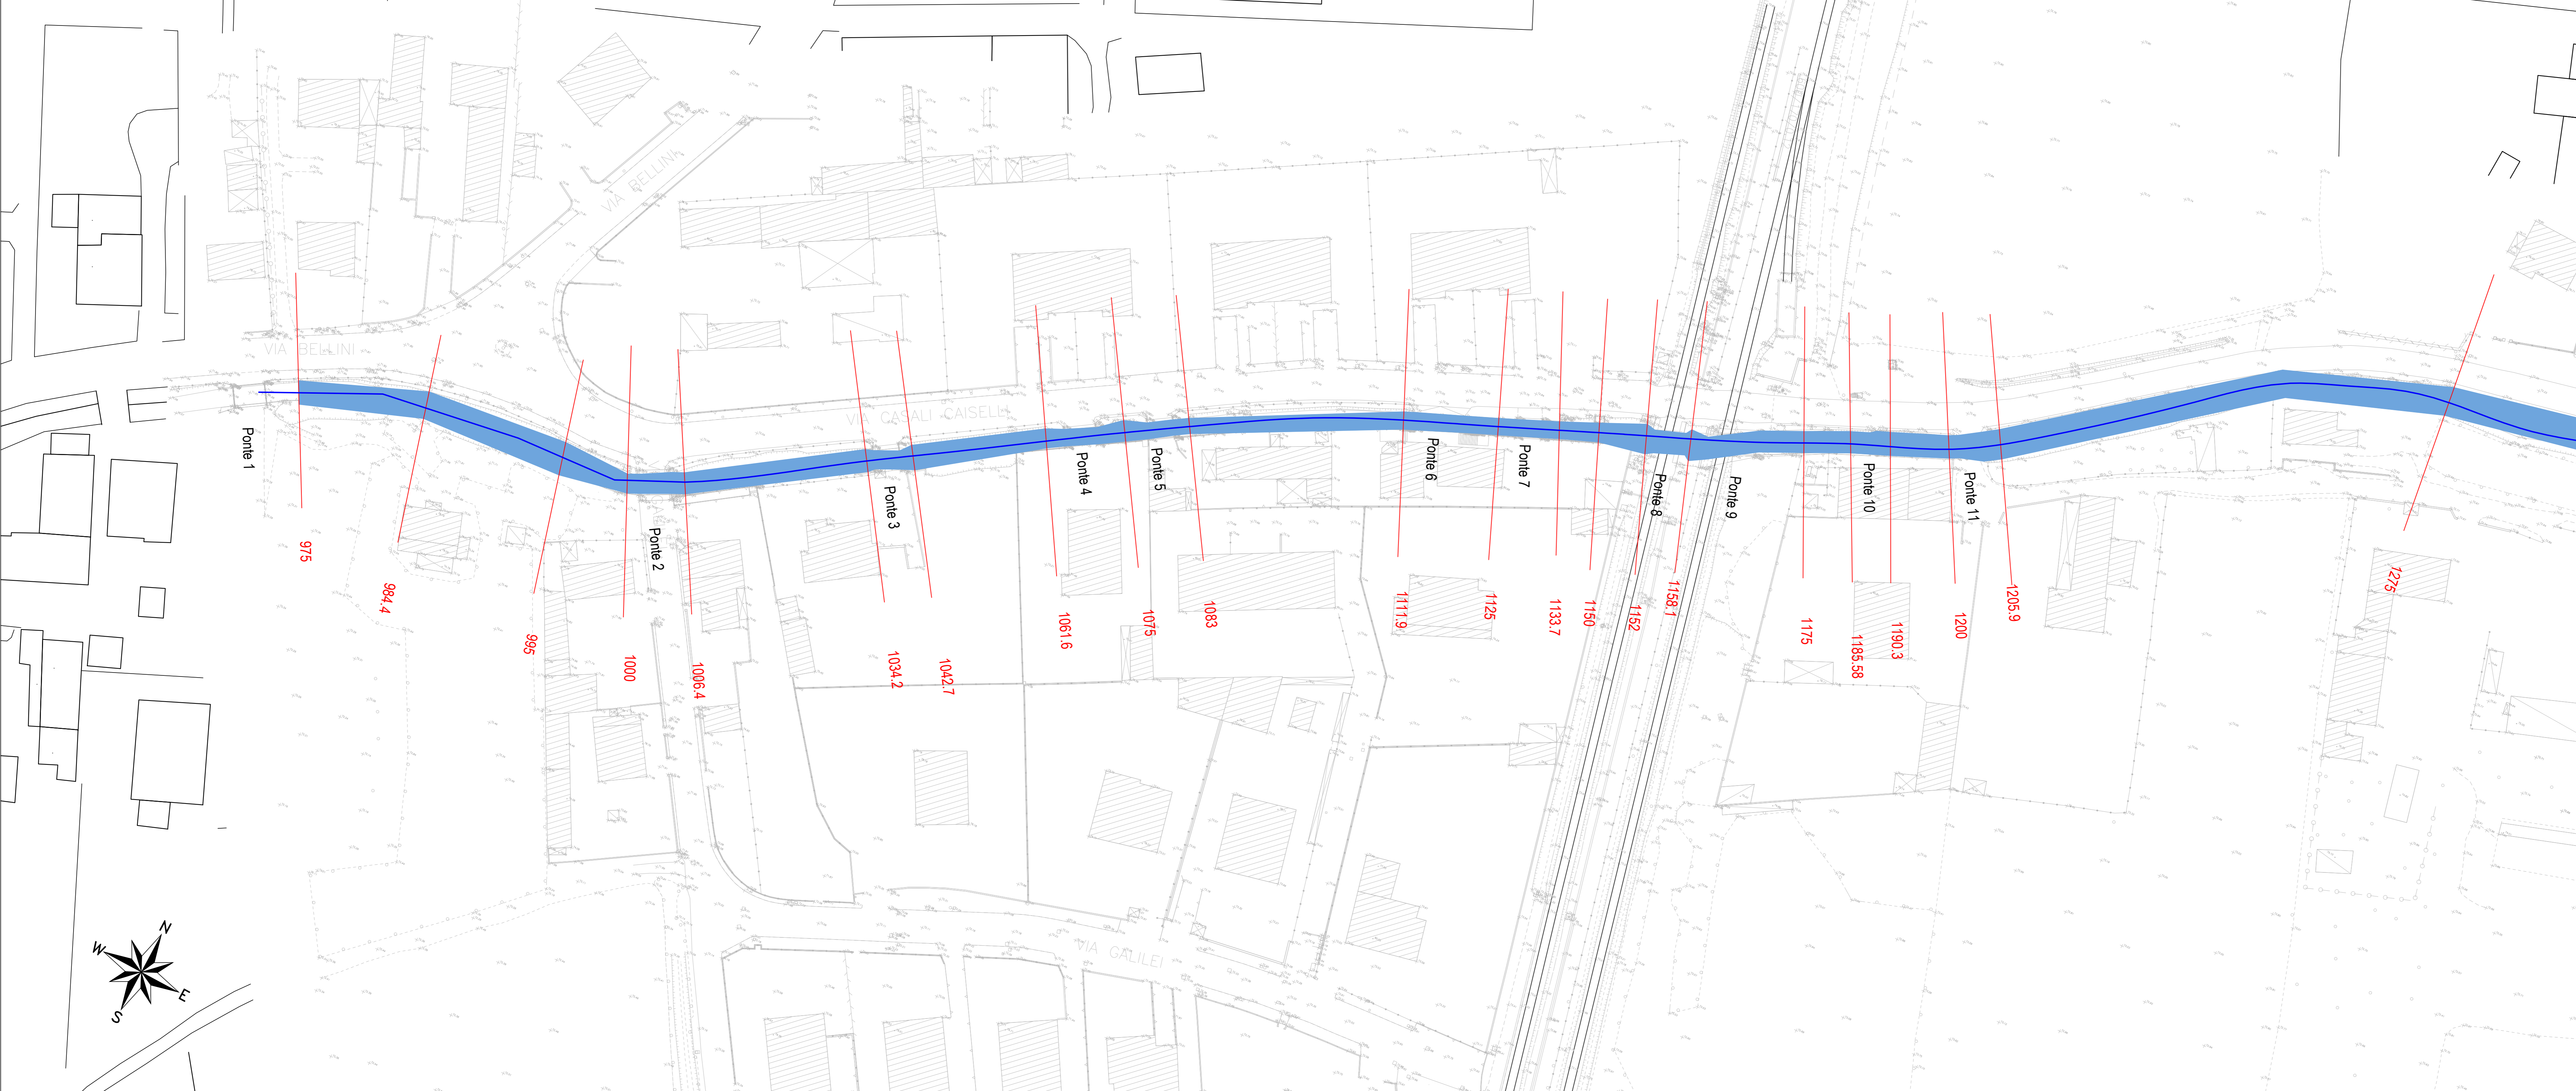 VIA BELLINI
VIA BELLINI
VIA CASALI CAISELLI
Ponte 1
Ponte 2
Ponte 3
Ponte 4
Ponte 5
Ponte 6
Ponte 7
Ponte 8
Ponte 9
Ponte 10
Ponte 11
975
984.4
995
1000
1006.4
1034.2
1042.7
1061.6
1075
1083
1111.9
1125
1133.7
1150
1152
1158.1
1175
1185.58
1190.3
1200
1205.9
1275
VIA GALILEI
N
W
E
S